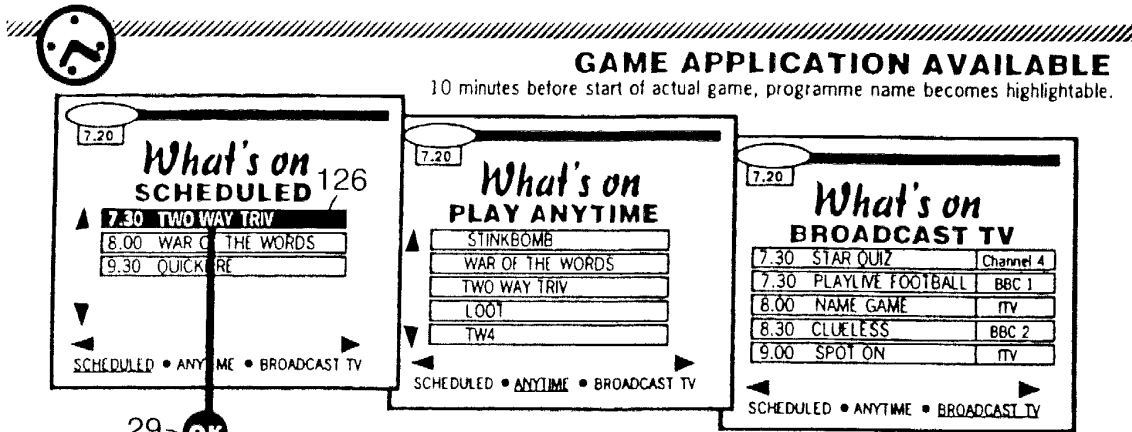 GAME APPLICATION AVAILABLE
10 minutes before start of actual game, programme name becomes highlightable.
7.20
What's on
SCHEDULED
126
7.30 TWO WAY TRIV
8.00 WAR OF THE WORDS
9.30
SCHEDULED • • BROADCAST TV
29
OK
7.20
What's on
PLAY ANYTIME
STINKBOMB
WAR OF THE WORDS
TWO WAY TRIV
LOOT
TW4
SCHEDULED • ANYTIME • BROADCAST TV
7.20
What's on
BROADCAST TV
7.30 STAR QUIZ Channel 4
7.30 PLAYLIVE FOOTBALL BBC 1
8.00 NAME GAME ITV
8.30 CLUELESS BBC 2
9.00 SPOT ON ITV
SCHEDULED • ANYTIME • BROADCAST TV